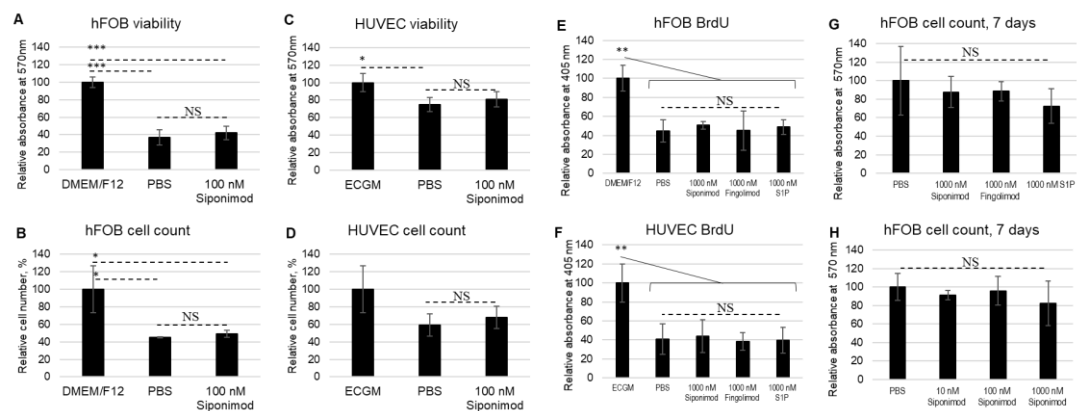 A
hFOB viability
Relative absorbance at 570nm
140
120
100
80
60
40
20
0
***
***
NS
DMEM/F12 PBS 100 nM
Siponimod
B
hFOB cell count
Relative cell number, %
140
120
100
80
60
40
20
0
*
*
NS
DMEM/F12 PBS 100 nM
Siponimod
C
HUVEC viability
Relative absorbance at 570nm
140
120
100
80
60
40
20
0
*
NS
ECGM PBS 100 nM
Siponimod
D
HUVEC cell count
Relative cell number, %
140
120
100
80
60
40
20
0
NS
ECGM PBS 100 nM
Siponimod
E
hFOB BrdU
Relative absorbance at 405 nm
140
120
100
80
60
40
20
0
**
NS
DMEM/F12 PBS 1000 nM 1000 nM 1000 nM
Siponimod Fingolimod S1P
F
HUVEC BrdU
Relative absorbance at 405 nm
140
120
100
80
60
40
20
0
**
NS
ECGM PBS 1000 nM 1000 nM 1000 nM
Siponimod Fingolimod S1P
G
hFOB cell count, 7 days
Relative absorbance at 570nm
140
120
100
80
60
40
20
0
NS
PBS 1000 nM 1000 nM 1000 nM S1P
Siponimod Fingolimod
H
hFOB cell count, 7 days
Relative absorbance at 570 nm
140
120
100
80
60
40
20
0
NS
PBS 10 nM 100 nM 1000 nM
Siponimod Siponimod Siponimod